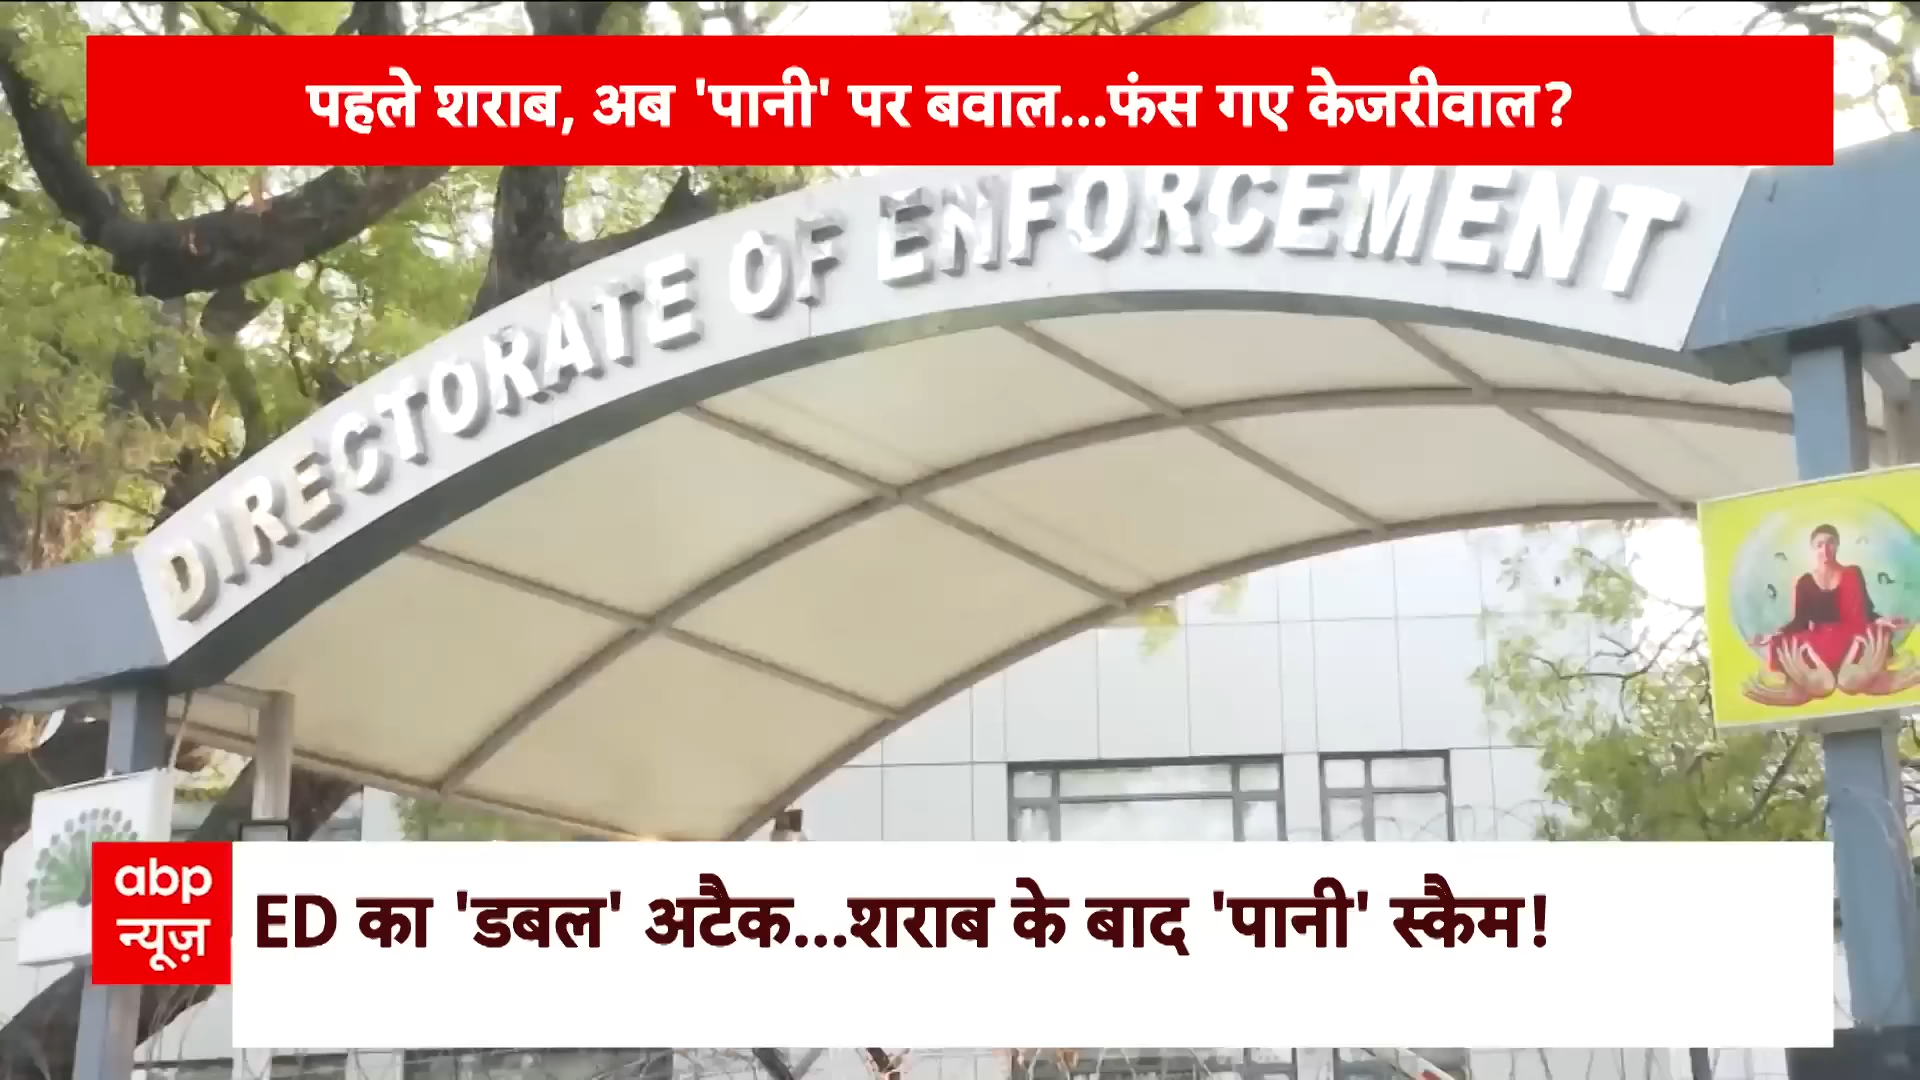 पहले शराब, अब 'पानी' पर बवाल...फंस गए केजरीवाल?
DIRECTORATE OF ENFORCEMENT
abp
न्यूज़
ED का 'डबल' अटैक...शराब के बाद 'पानी' स्कैम!